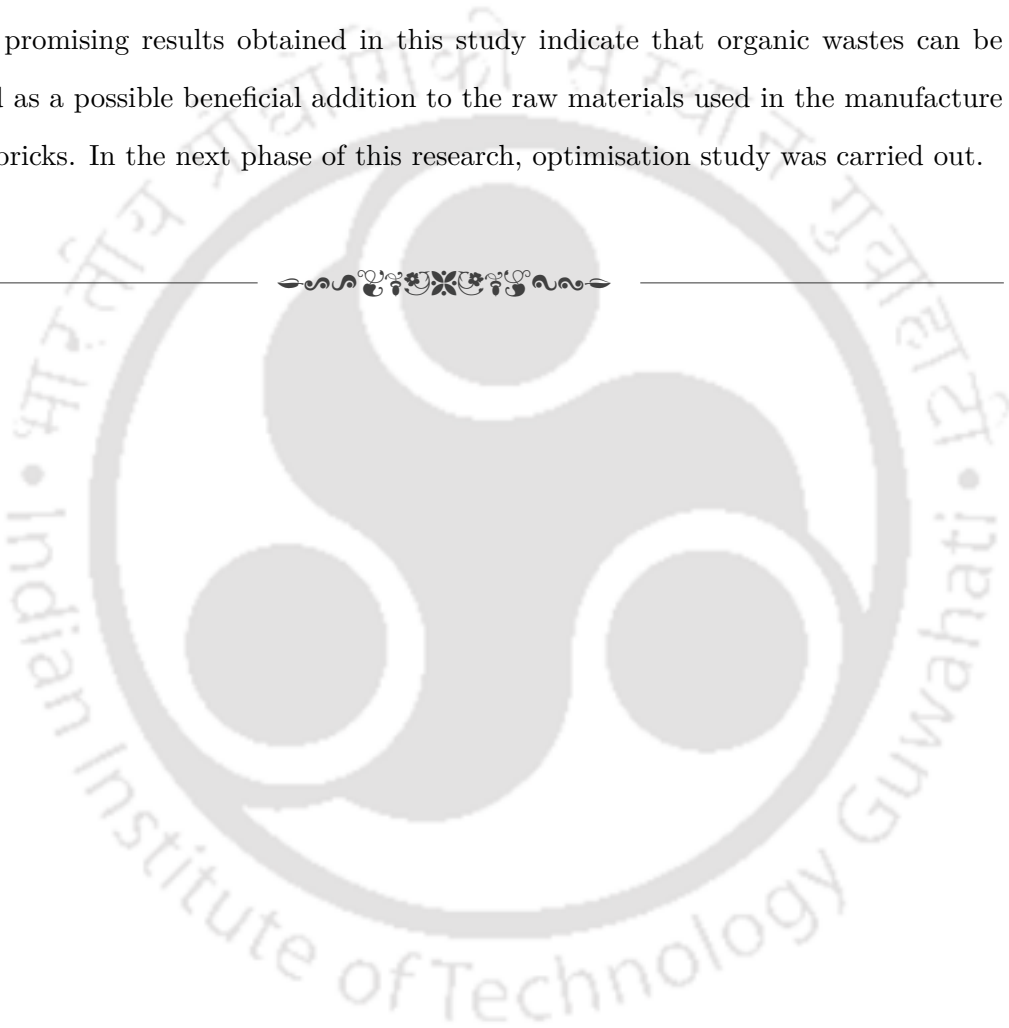 promising results obtained in this study indicate that organic wastes can be
as a possible beneficial addition to the raw materials used in the manufacture
bricks. In the next phase of this research, optimisation study was carried out.
भारतीय प्रौद्योगिकी संस्थान गुवाहाटी
Indian Institute of Technology Guwahati